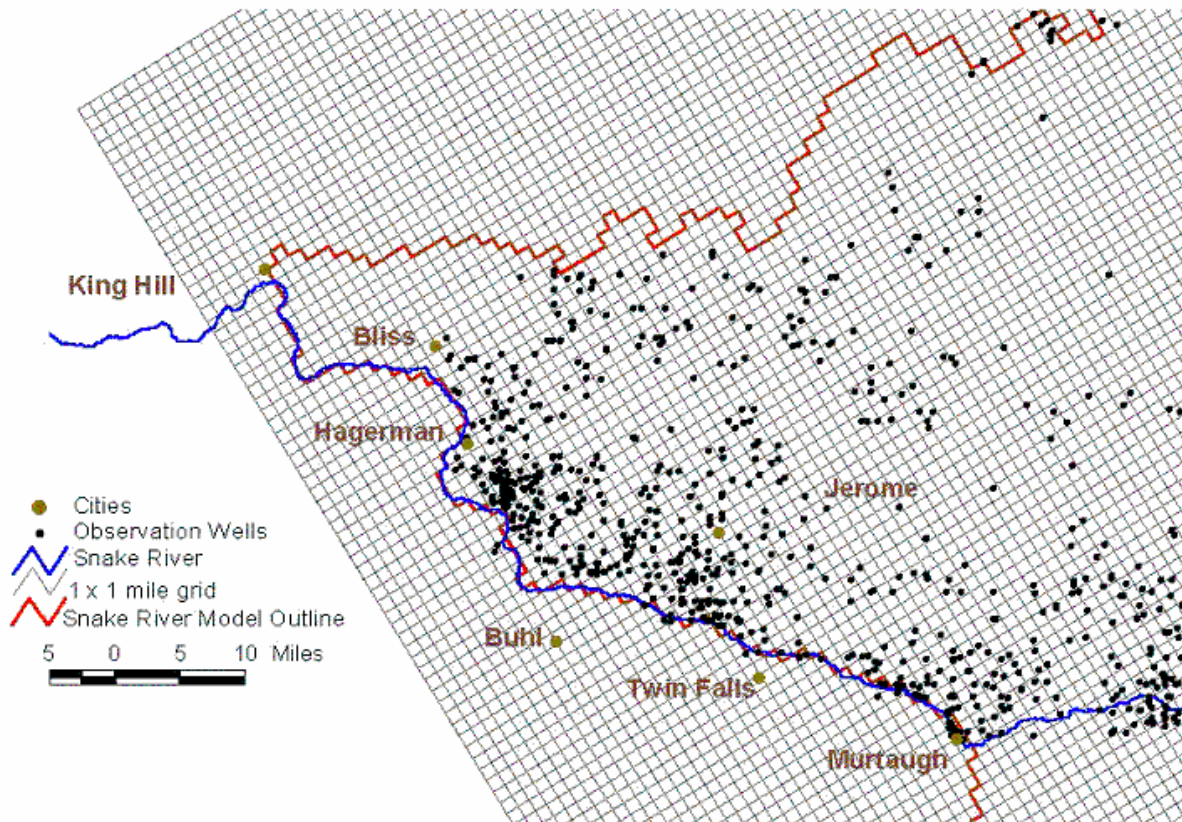 King Hill
Bliss
Hagerman
Jerome
Cities
Observation Wells
Snake River
1 x 1 mile grid
Snake River Model Outline
5 0 5 10 Miles
Buhl
Twin Falls
Murtaugh